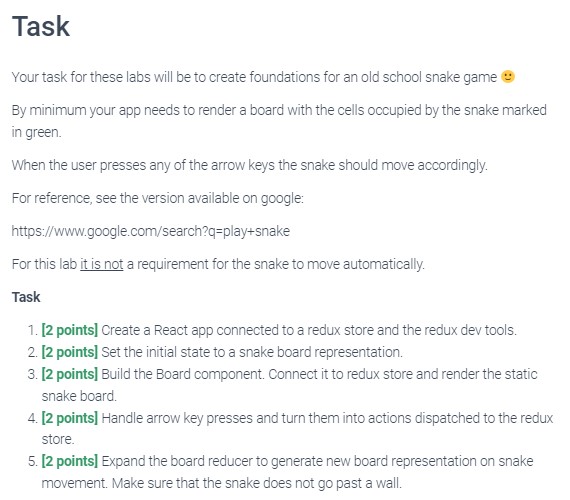 Task
Your task for these labs will be to create foundations for an old school snake game 🙂
By minimum your app needs to render a board with the cells occupied by the snake marked
in green.
When the user presses any of the arrow keys the snake should move accordingly.
For reference, see the version available on google:
https://www.google.com/search?q=play+snake
For this lab it is not a requirement for the snake to move automatically.
Task
1. [2 points] Create a React app connected to a redux store and the redux dev tools.
2. [2 points] Set the initial state to a snake board representation.
3. [2 points] Build the Board component. Connect it to redux store and render the static
snake board.
4. [2 points] Handle arrow key presses and turn them into actions dispatched to the redux
store.
5. [2 points] Expand the board reducer to generate new board representation on snake
movement. Make sure that the snake does not go past a wall.